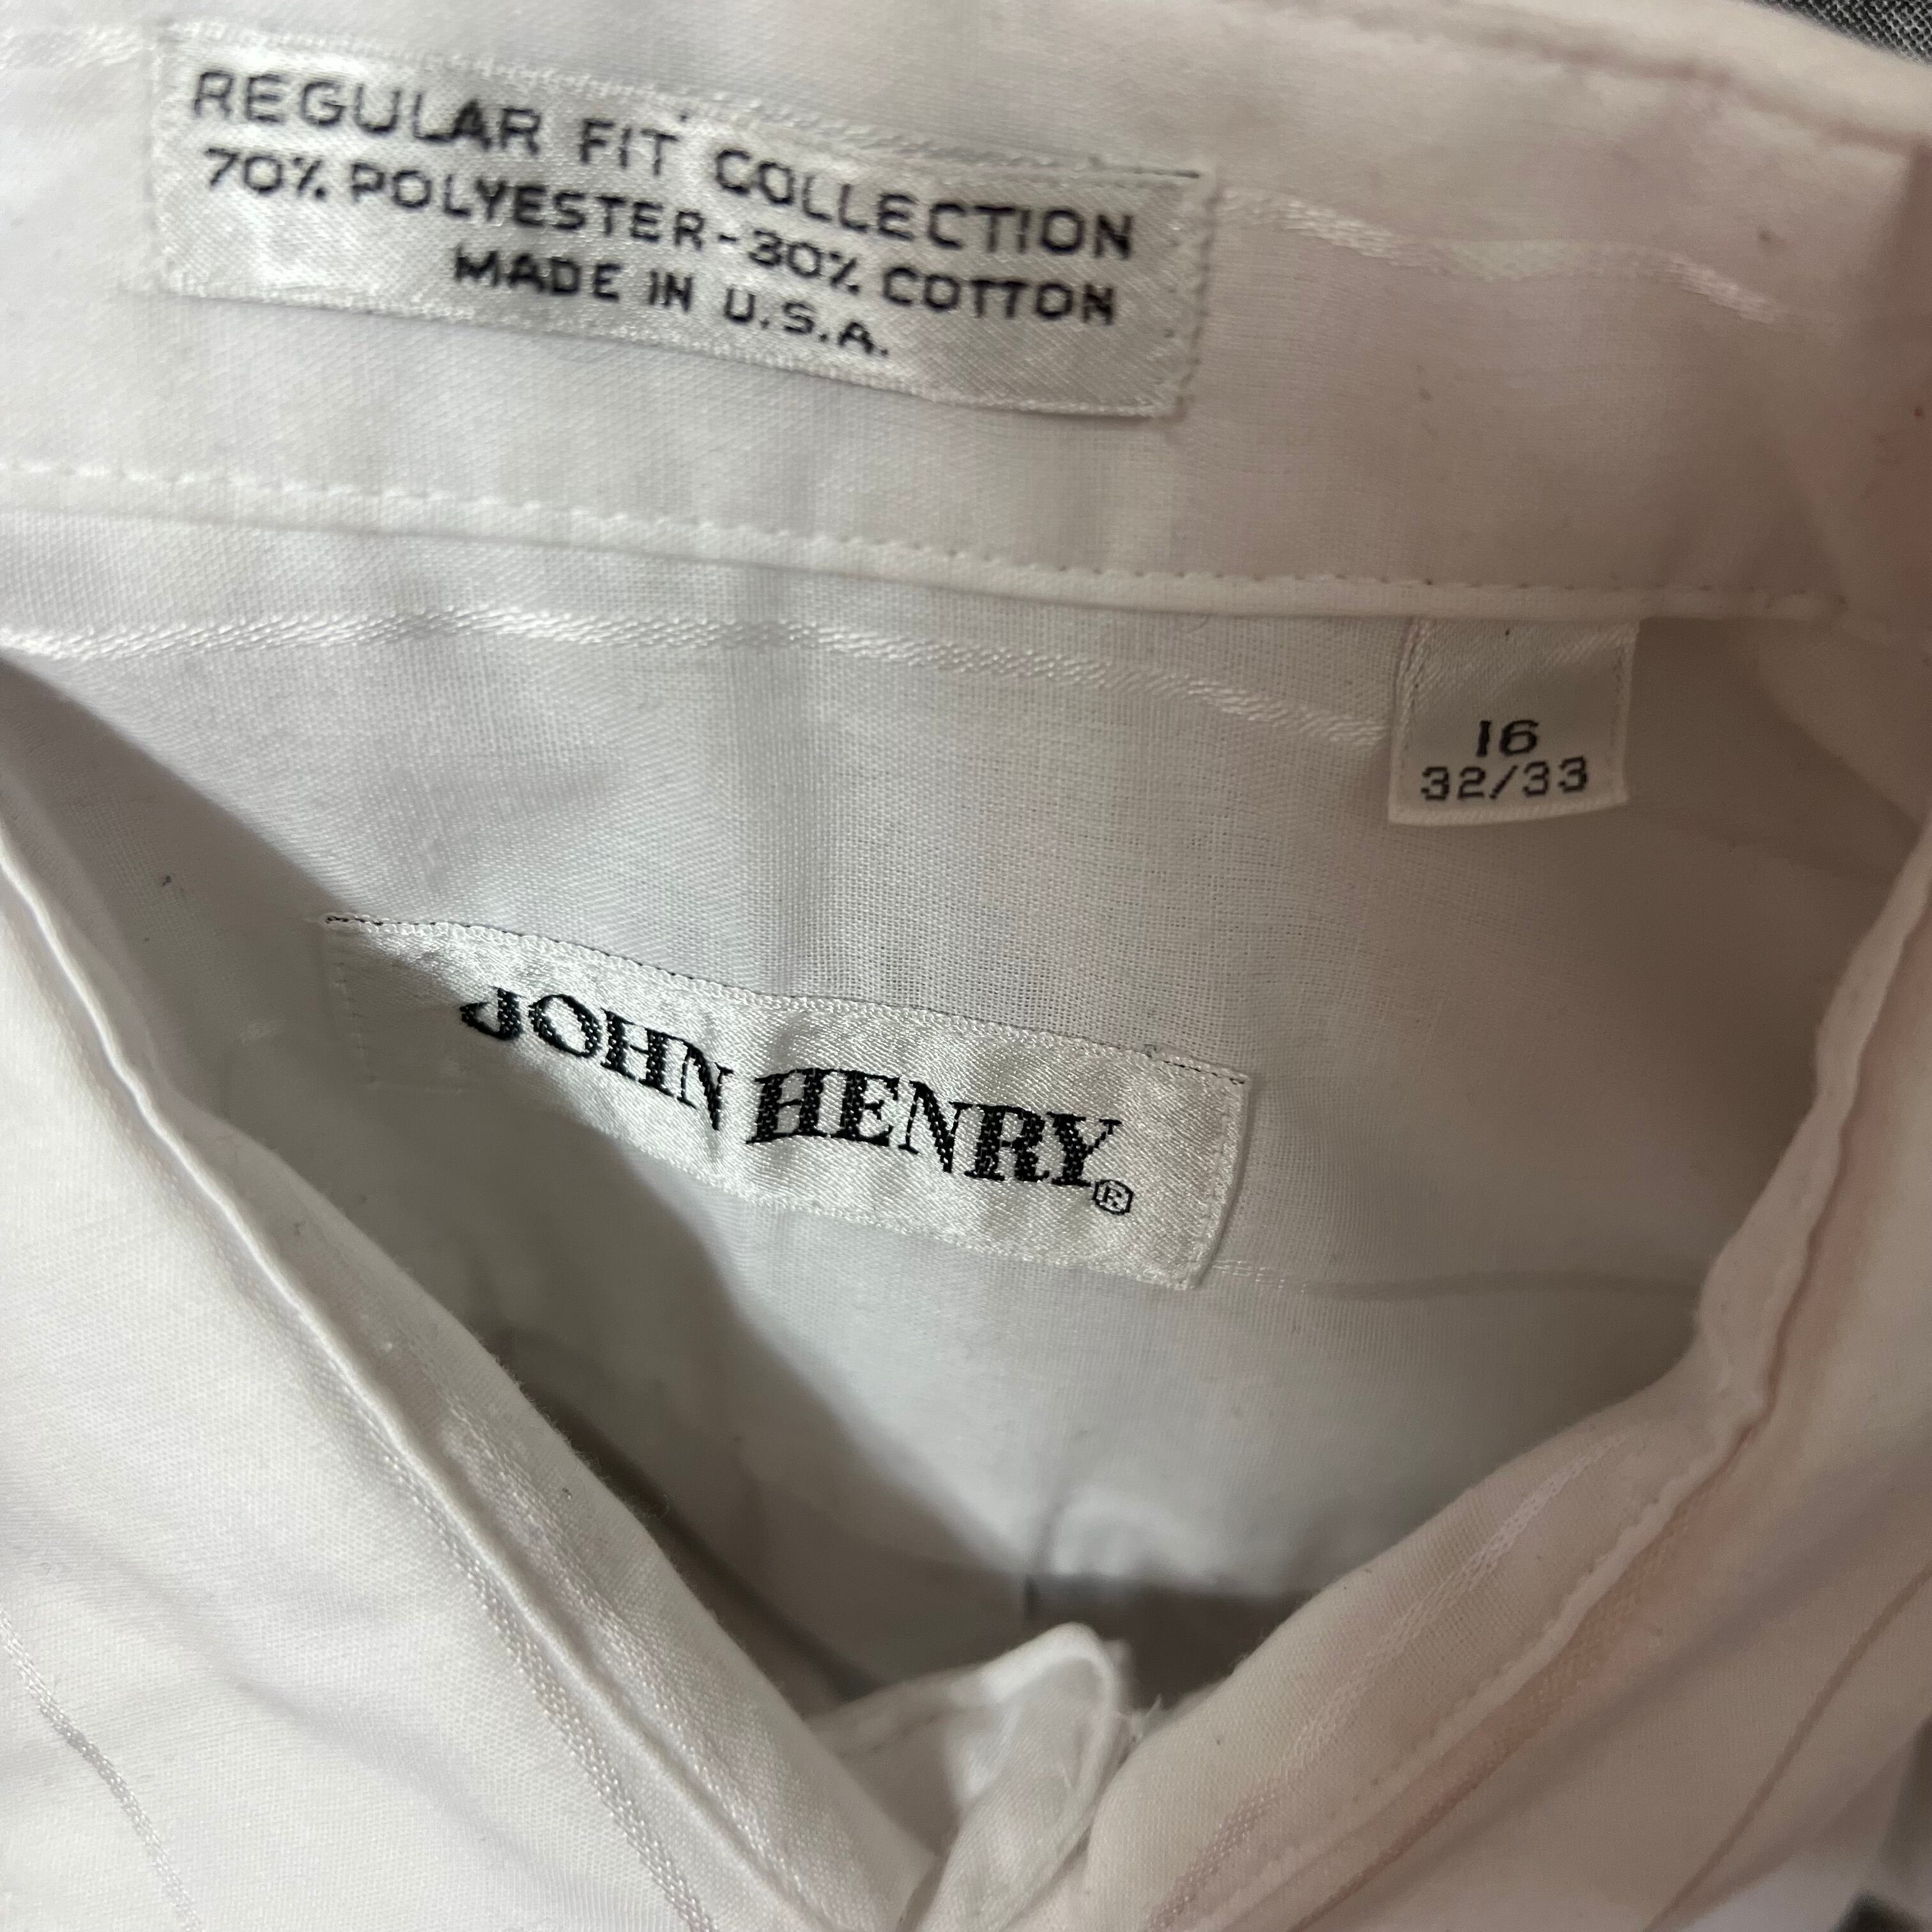 REGULAR FIT COLLECTION
70% POLYESTER-30% COTTON
MADE IN U.S.A.
16
32/33
JOHN HENRY®